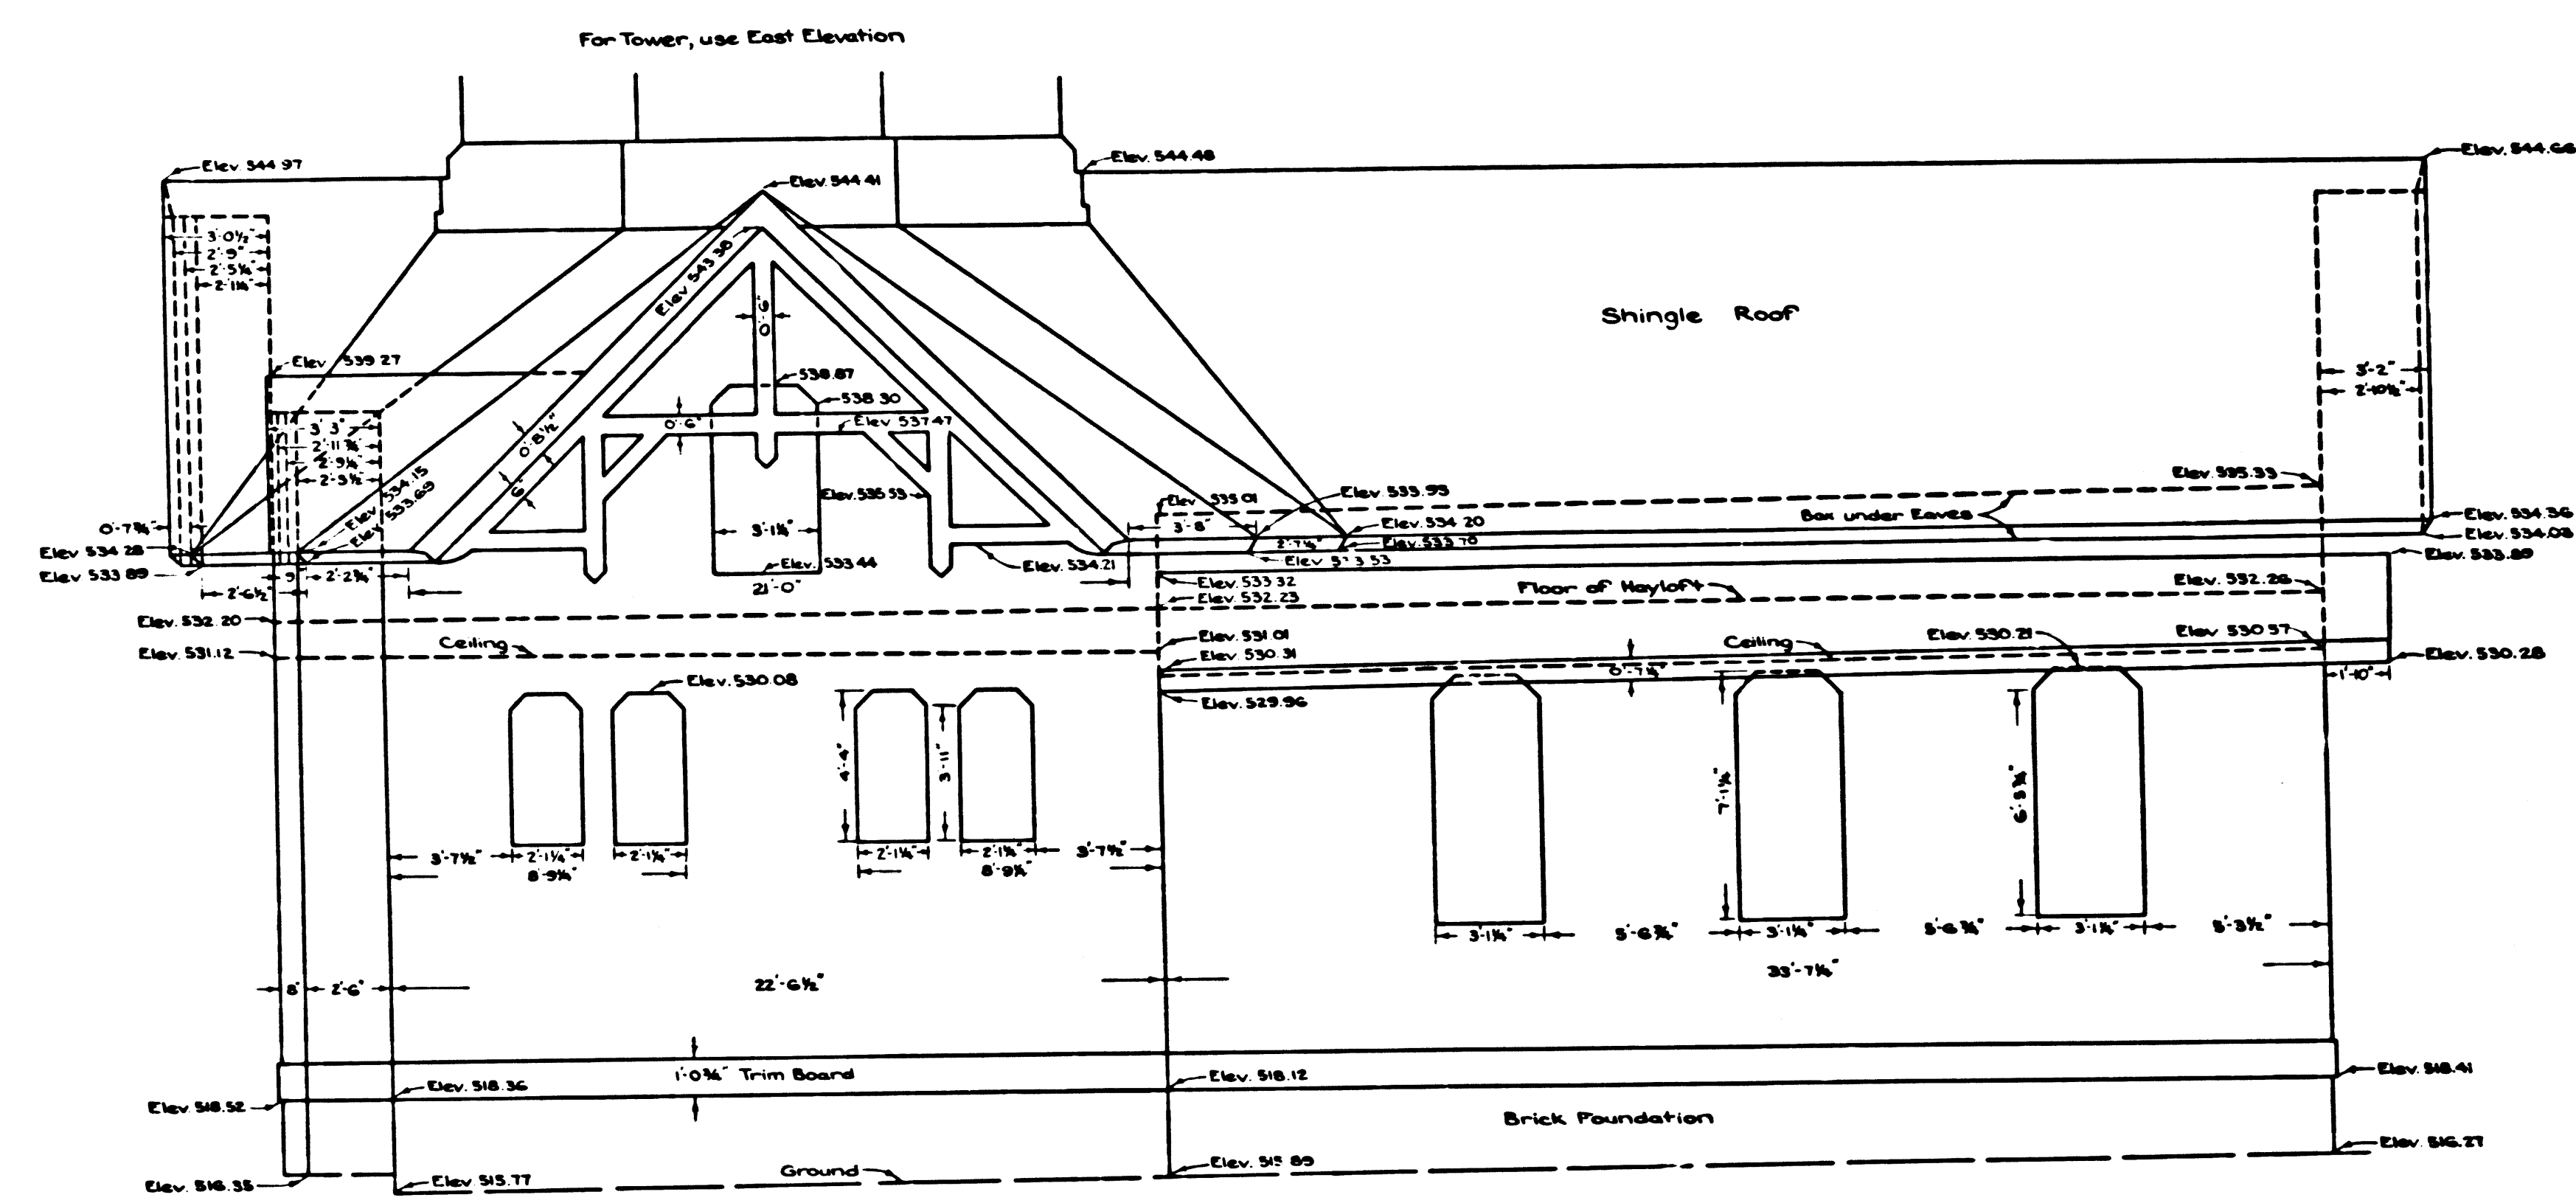 For Tower, use East Elevation
Elev. 544.97
Elev. 544.48
Elev. 544.66
Elev. 544.41
3'-0½"
2'-9"
2'-5¼"
2'-1¼"
Elev 543.38
0'-6"
Shingle Roof
Elev 539.27
538.87
538.30
Elev 537.47
0'-6"
0'-8½"
6"
3'-2"
2'-10½"
3'3"
2'-11¾"
2'-9¼"
2'-3½"
Elev 534.15
Elev 533.69
Elev. 535.33
Elev 535.01
Elev. 533.95
3'-8"
Box under Eaves
Elev. 534.20
Elev. 534.36
0'-7¾"
3'-1¼"
2'-7¼"
Elev. 533.70
Elev. 534.03
Elev 534.28
Elev 533.89
Elev. 533.44
Elev. 534.21
Elev 533.53
Elev. 533.89
9"
2'-2¾"
2'-6½"
21'-0"
Elev. 533.32
Elev. 532.23
Floor of Hayloft
Elev. 532.28
Elev. 532.20
Elev. 531.12
Ceiling
Elev. 531.01
Elev. 530.31
Ceiling
Elev. 530.21
Elev 530.57
Elev. 530.28
0'-7¼"
1'-10"
Elev. 530.08
Elev. 529.96
4'-4"
3'-11"
7'-1¼"
6'-5¾"
3'-7½"
2'-1¼"
2'-1¼"
2'-1¼"
2'-1¼"
3'-7½"
8'-9¼"
8'-9¼"
3'-1¼"
5'-6¾"
3'-1¼"
5'-6¾"
3'-1¼"
5'-3½"
33'-7¼"
8"
2'-6"
22'-6½"
1'-0¾" Trim Board
Elev. 518.36
Elev. 518.12
Elev. 518.41
Elev 518.52
Brick Foundation
Elev. 516.27
Elev. 516.35
Elev. 515.77
Ground
Elev. 515.89